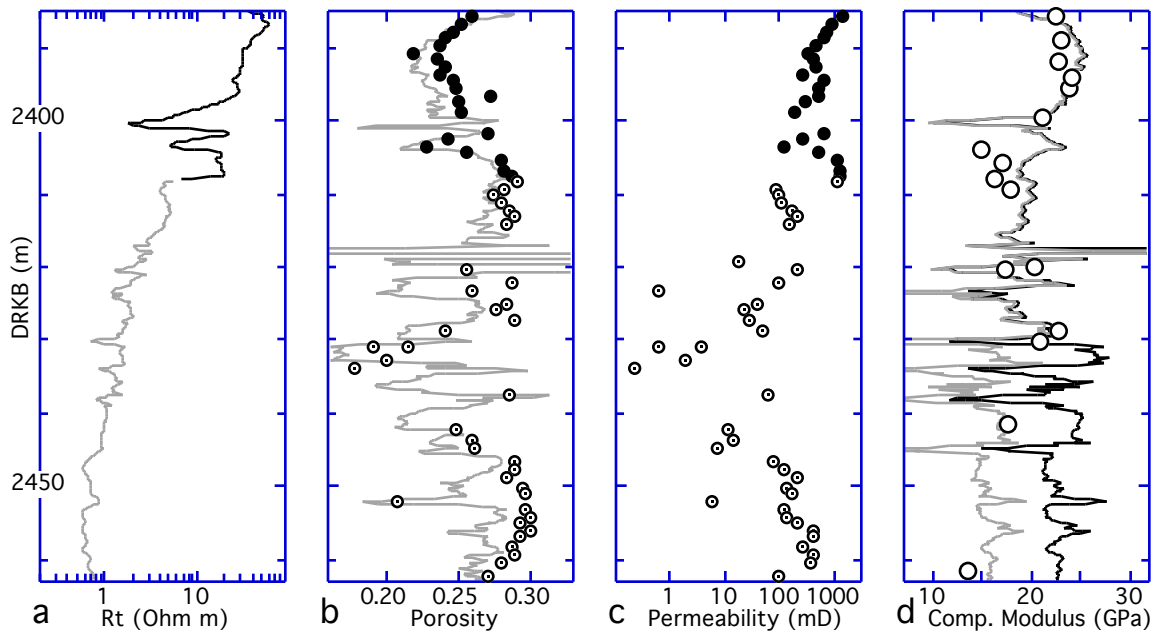 2400
DRKB (m)
2450
1 10
0.20 0.25 0.30
1 10 100 1000
10 20 30
a Rt (Ohm m)
b Porosity
c Permeability (mD)
d Comp. Modulus (GPa)